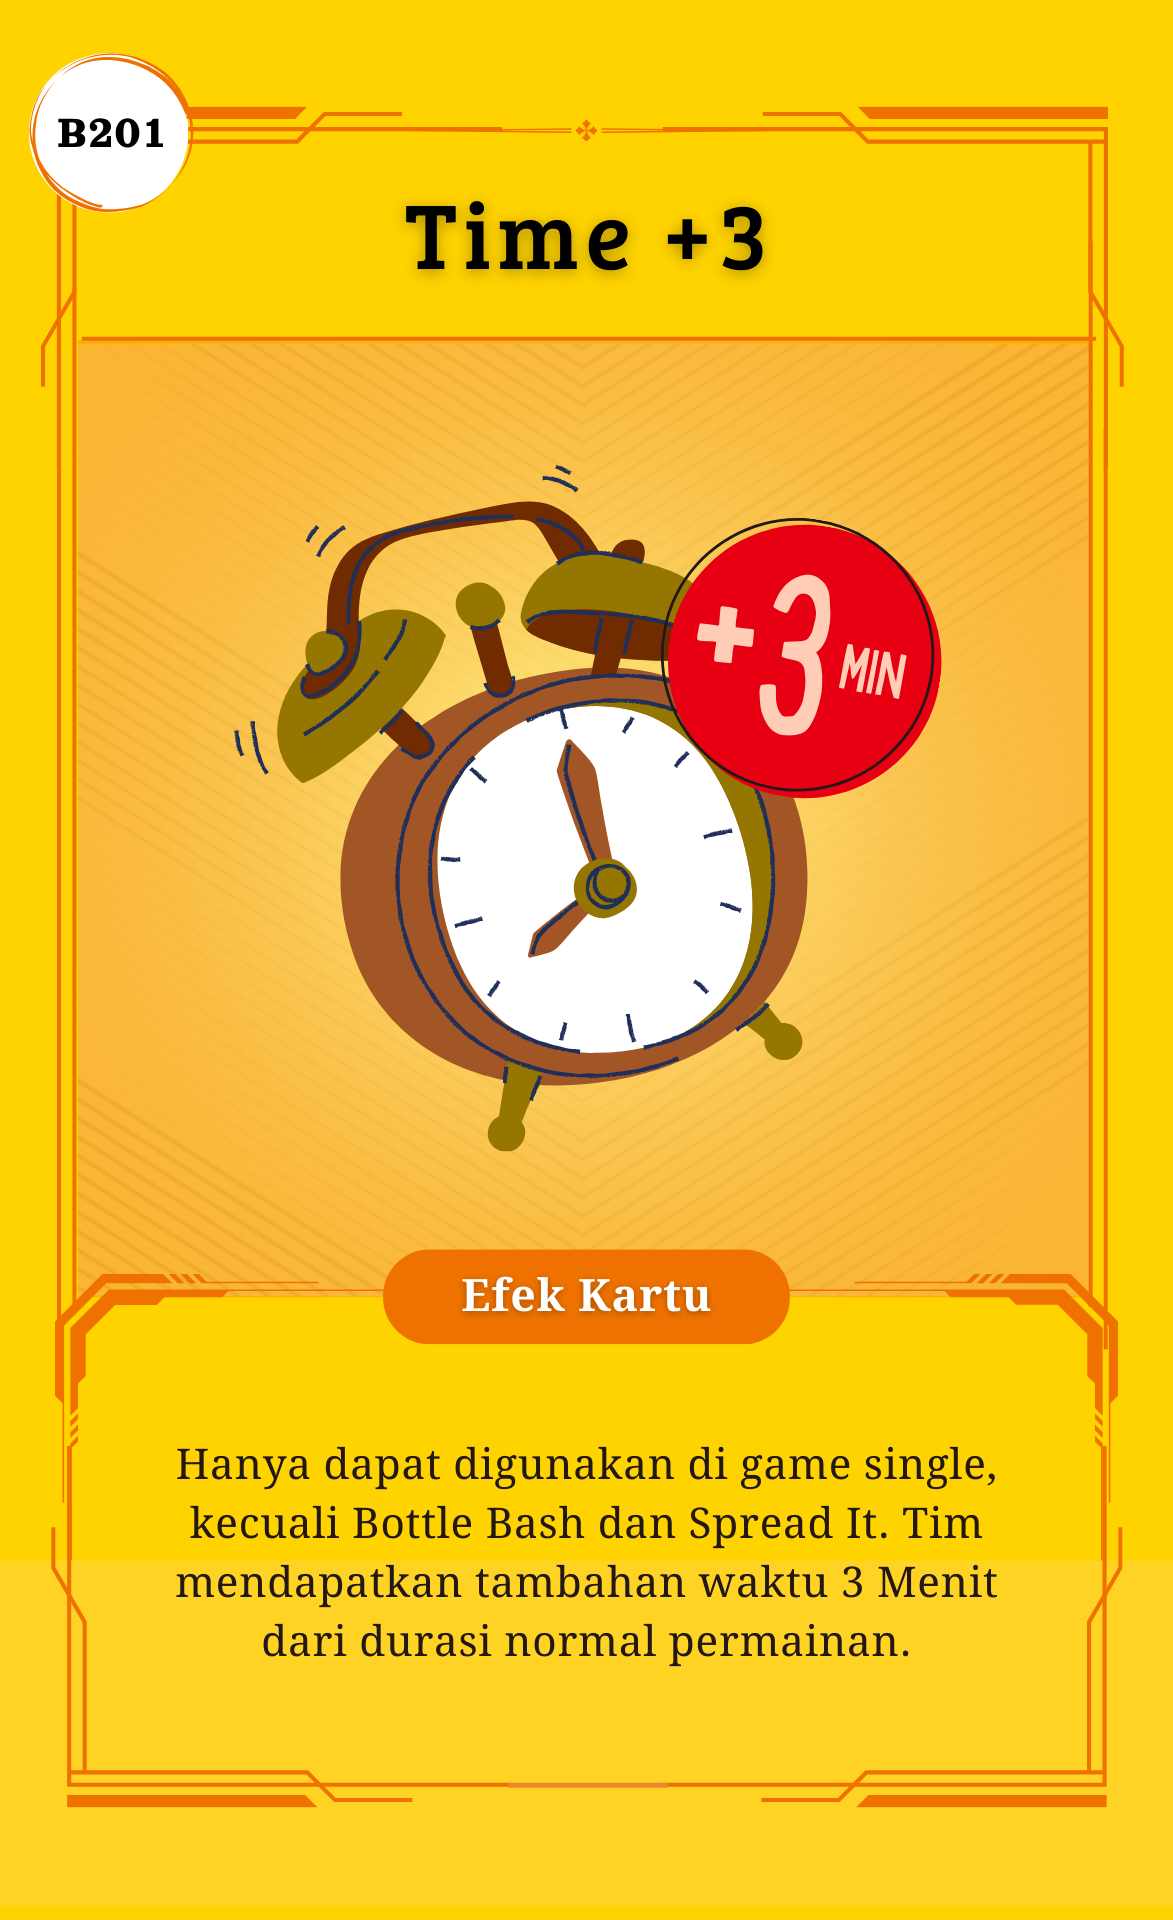 B201
Time +3
+3 MIN
Efek Kartu
Hanya dapat digunakan di game single,
kecuali Bottle Bash dan Spread It. Tim
mendapatkan tambahan waktu 3 Menit
dari durasi normal permainan.